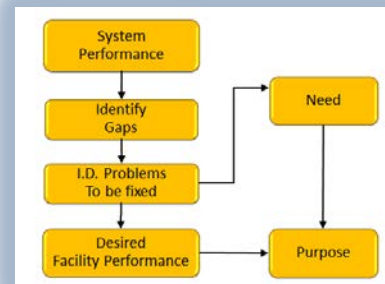 System
Performance
Identify
Gaps
I.D. Problems
To be fixed
Desired
Facility Performance
Need
Purpose